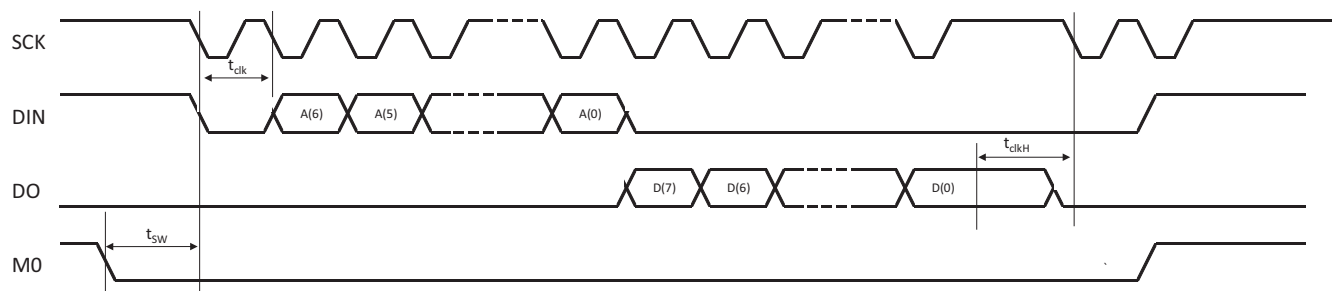 SCK
t_clk
DIN
A(6) A(5) A(0)
t_clkH
DO
D(7) D(6) D(0)
t_SW
M0